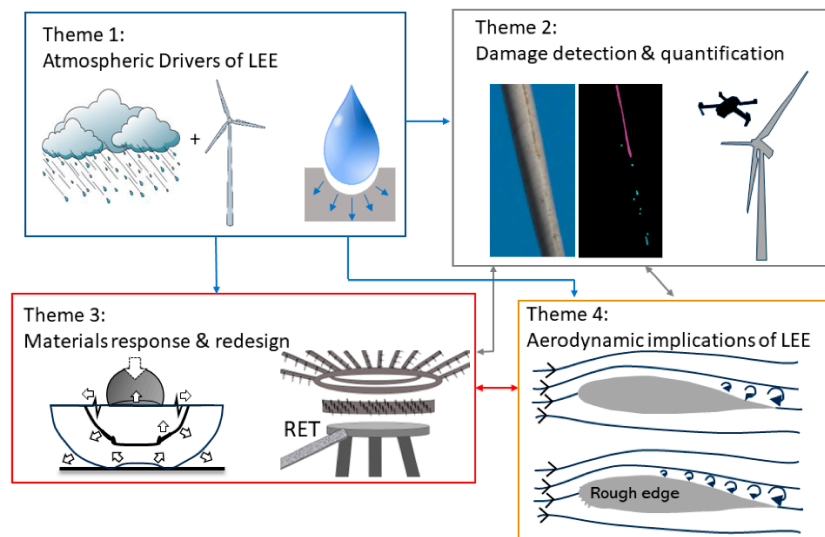 Theme 1:
Atmospheric Drivers of LEE
+
Theme 2:
Damage detection & quantification
Theme 3:
Materials response & redesign
RET
Theme 4:
Aerodynamic implications of LEE
Rough edge